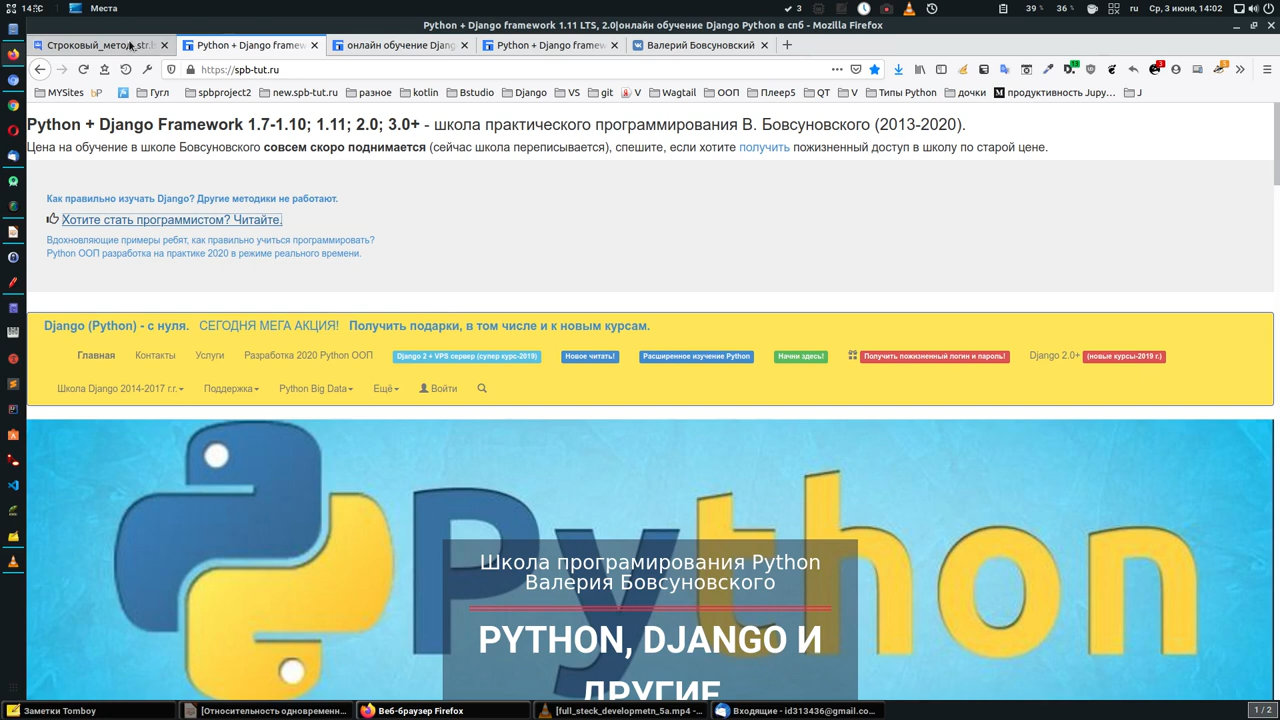 14°C Места 3 39 % 36 % ru Ср, 3 июня, 14:02
Python + Django framework 1.11 LTS, 2.0|онлайн обучение Django Python в спб - Mozilla Firefox
Строковый_метод_str.
Python + Django framew
онлайн обучение Djang
Python + Django framew
Валерий Бовсуновский
https://spb-tut.ru
MYSites
Гугл
spbproject2
new.spb-tut.ru
разное
kotlin
Bstudio
Django
VS
git
V
Wagtail
ООП
Плеер5
QT
V
Типы Python
дочки
продуктивность Jupy…
J
Python + Django Framework 1.7-1.10; 1.11; 2.0; 3.0+ - школа практического программирования В. Бовсуновского (2013-2020).
Цена на обучение в школе Бовсуновского совсем скоро поднимается (сейчас школа переписывается), спешите, если хотите получить пожизненный доступ в школу по старой цене.
Как правильно изучать Django? Другие методики не работают.
Хотите стать программистом? Читайте.
Вдохновляющие примеры ребят, как правильно учиться программировать?
Python ООП разработка на практике 2020 в режиме реального времени.
Django (Python) - с нуля. СЕГОДНЯ МЕГА АКЦИЯ! Получить подарки, в том числе и к новым курсам.
Главная Контакты Услуги Разработка 2020 Python ООП Django 2 + VPS сервер (супер курс-2019) Новое читать! Расширенное изучение Python Начни здесь! Получить пожизненный логин и пароль! Django 2.0+ (новые курсы-2019 г.)
Школа Django 2014-2017 г.г. Поддержка Python Big Data Ещё Войти
Python
Школа програмирования Python
Валерия Бовсуновского
PYTHON, DJANGO И
ДРУГИЕ
Заметки Tomboy
[Относительность одновременн...
Веб-браузер Firefox
[full_steck_developmetn_5a.mp4 -...
Входящие - id313436@gmail.co...
1 / 2